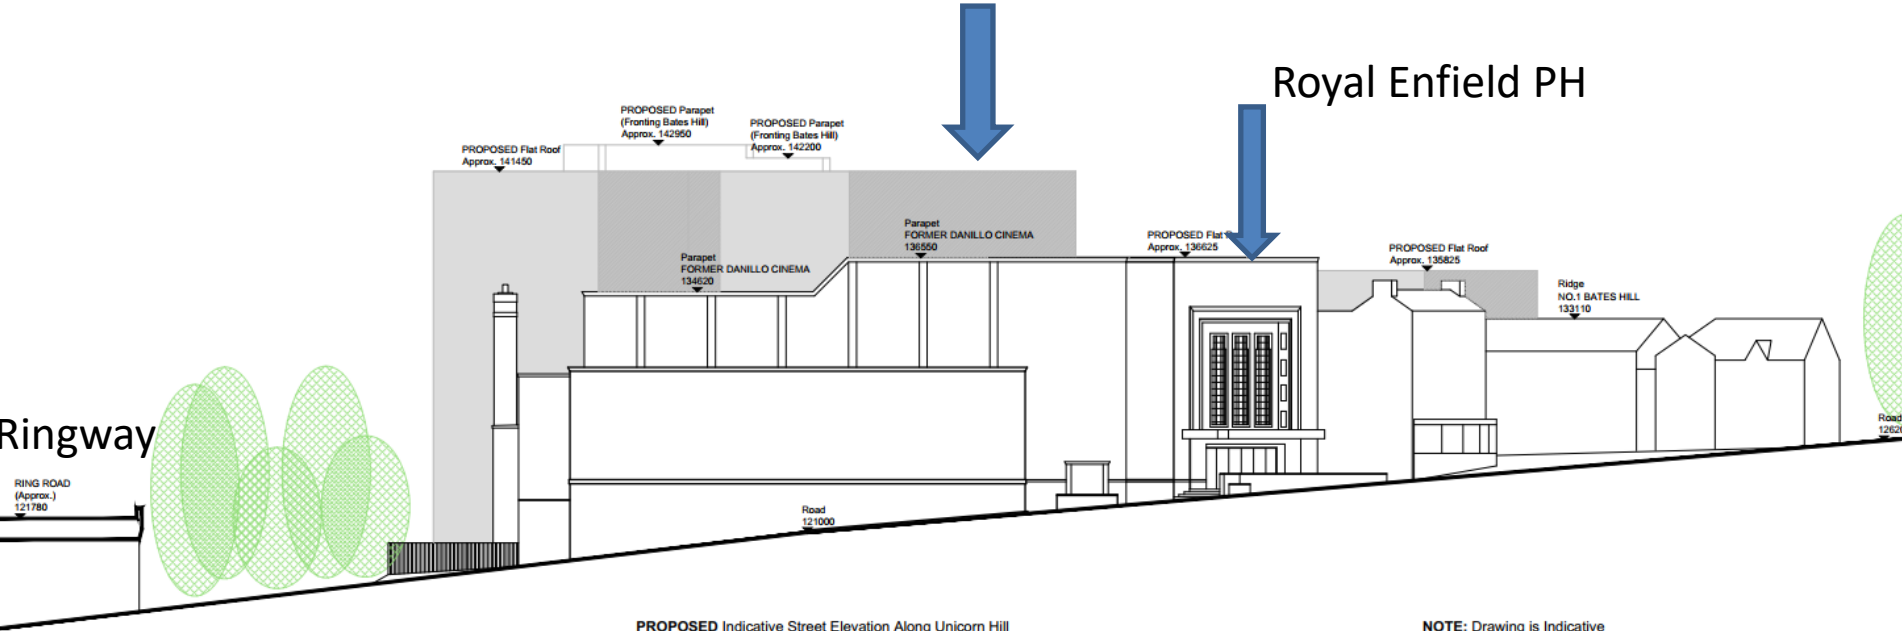 Royal Enfield PH
PROPOSED Parapet
(Fronting Bates Hill)
Approx. 142950
PROPOSED Parapet
(Fronting Bates Hill)
Approx. 142200
PROPOSED Flat Roof
Approx. 141450
Parapet
FORMER DANILLO CINEMA
136550
PROPOSED Flat
Approx. 136625
PROPOSED Flat Roof
Approx. 135825
Parapet
FORMER DANILLO CINEMA
134620
Ridge
NO.1 BATES HILL
133110
Ringway
Road
RING ROAD
(Approx.)
121780
Road
121000
PROPOSED Indicative Street Elevation Along Unicorn Hill
NOTE: Drawing is Indicative